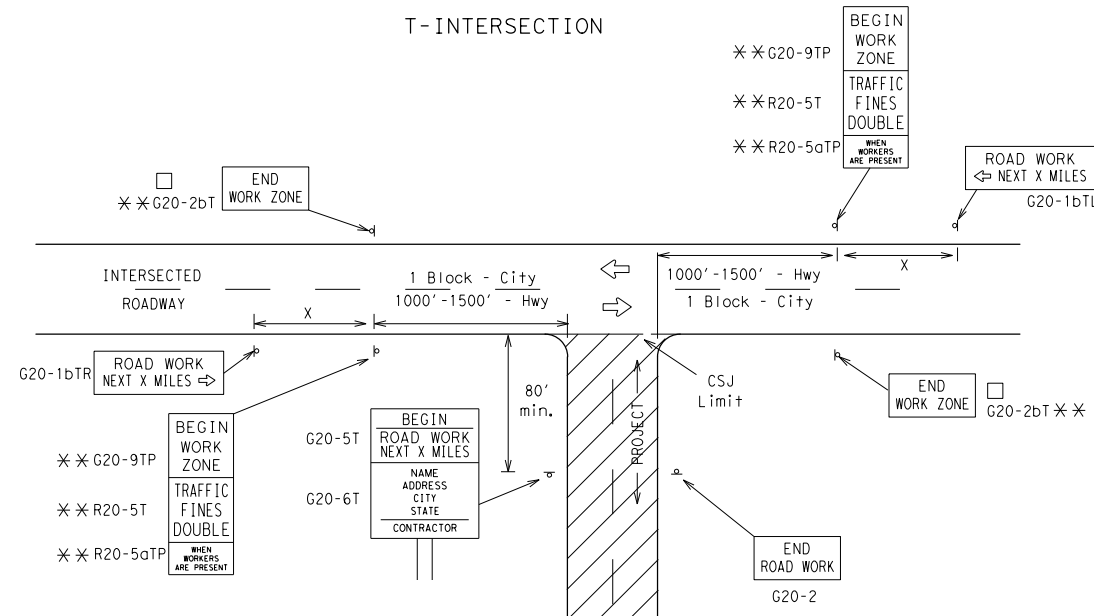 T-INTERSECTION
BEGIN
WORK
ZONE
TRAFFIC
FINES
DOUBLE
WHEN
WORKERS
ARE PRESENT
**G20-9TP
**R20-5T
**R20-5aTP
ROAD WORK
⇦ NEXT X MILES
G20-1bTL
END
WORK ZONE
**G20-2bT
INTERSECTED
ROADWAY
1 Block - City
1000'-1500' - Hwy
X
1000'-1500' - Hwy
1 Block - City
X
G20-1bTR
ROAD WORK
NEXT X MILES ⇨
80'
min.
CSJ
Limit
PROJECT
END
WORK ZONE
G20-2bT **
BEGIN
WORK
ZONE
TRAFFIC
FINES
DOUBLE
WHEN
WORKERS
ARE PRESENT
**G20-9TP
**R20-5T
**R20-5aTP
G20-5T
G20-6T
BEGIN
ROAD WORK
NEXT X MILES
NAME
ADDRESS
CITY
STATE
CONTRACTOR
END
ROAD WORK
G20-2